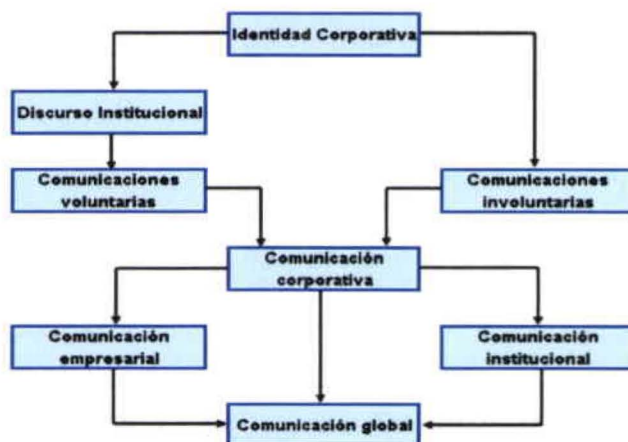 Identidad Corporativa
Discurso Institucional
Comunicaciones
voluntarias
Comunicaciones
involuntarias
Comunicación
corporativa
Comunicación
empresarial
Comunicación
institucional
Comunicación global